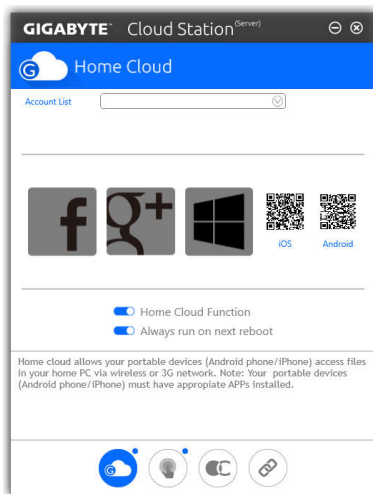 GIGABYTE™ Cloud Station (Server)
G Home Cloud
Account List
f g+
iOS Android
Home Cloud Function
Always run on next reboot
Home cloud allows your portable devices (Android phone/iPhone) access files
in your home PC via wireless or 3G network. Note: Your portable devices
(Android phone/iPhone) must have appropiate APPs installed.
G